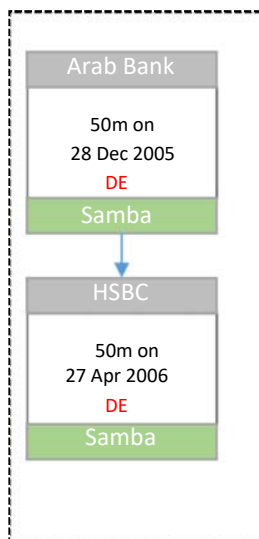 Arab Bank
50m on
28 Dec 2005
DE
Samba
HSBC
50m on
27 Apr 2006
DE
Samba